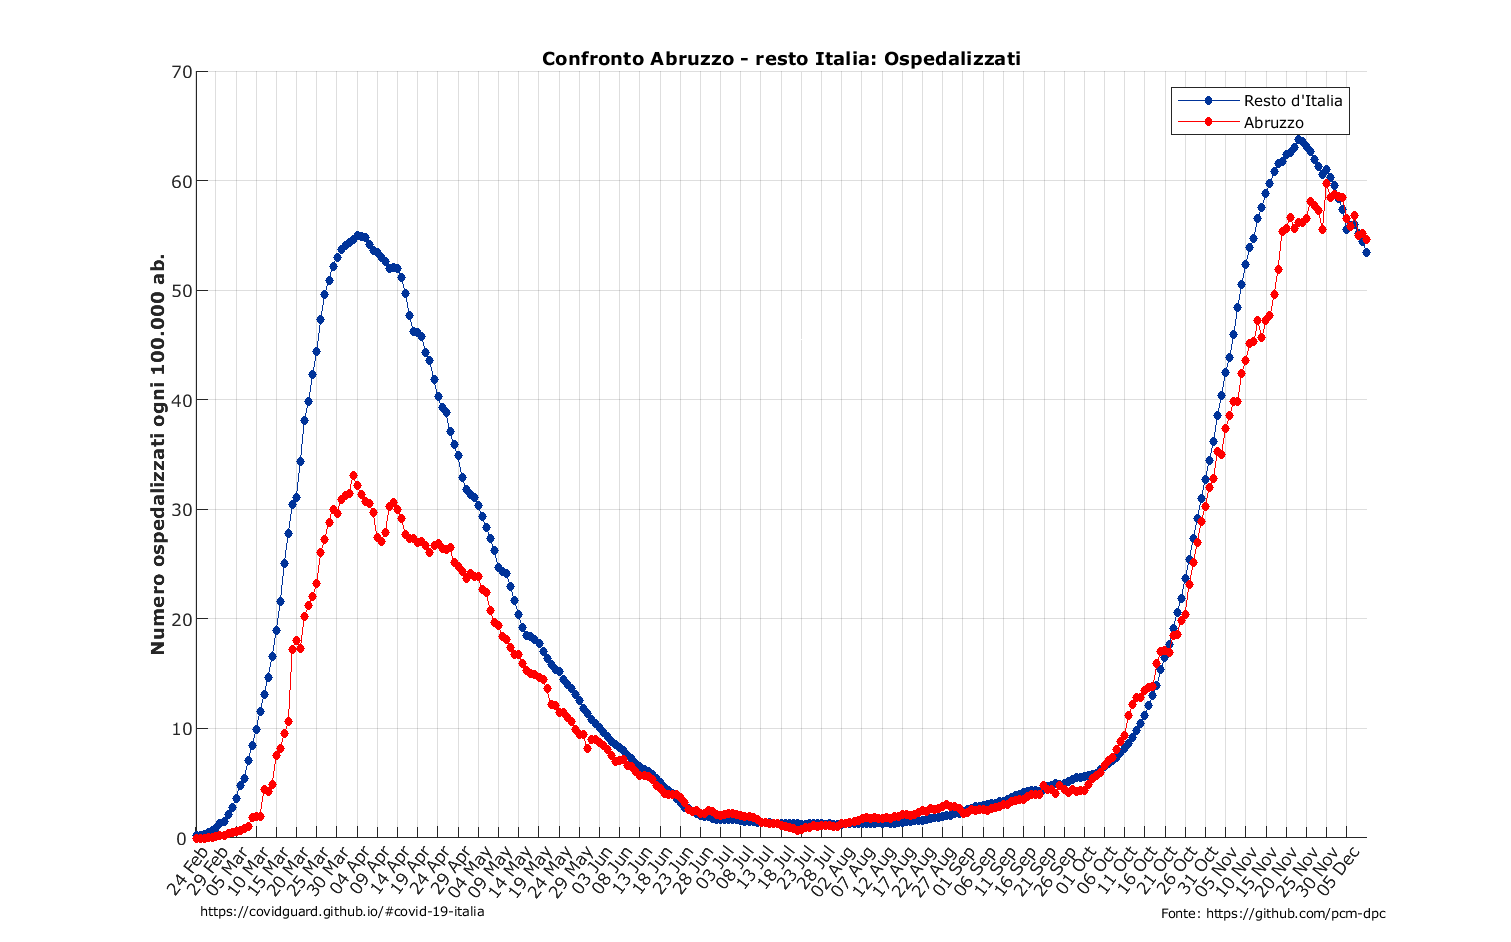 Confronto Abruzzo - resto Italia: Ospedalizzati
Resto d'Italia
Abruzzo
Numero ospedalizzati ogni 100.000 ab.
70
60
50
40
30
20
10
0
24 Feb
29 Feb
05 Mar
10 Mar
15 Mar
20 Mar
25 Mar
30 Mar
04 Apr
09 Apr
14 Apr
19 Apr
24 Apr
29 Apr
04 May
09 May
14 May
19 May
24 May
29 May
03 Jun
08 Jun
13 Jun
18 Jun
23 Jun
28 Jun
03 Jul
08 Jul
13 Jul
18 Jul
23 Jul
28 Jul
02 Aug
07 Aug
12 Aug
17 Aug
22 Aug
27 Aug
01 Sep
06 Sep
11 Sep
16 Sep
21 Sep
26 Sep
01 Oct
06 Oct
11 Oct
16 Oct
21 Oct
26 Oct
31 Oct
05 Nov
10 Nov
15 Nov
20 Nov
25 Nov
30 Nov
05 Dec
https://covidguard.github.io/#covid-19-italia
Fonte: https://github.com/pcm-dpc